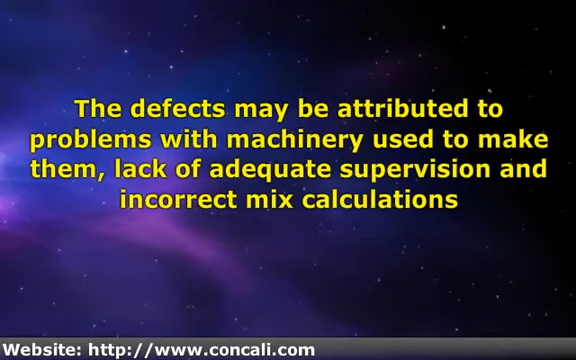 The defects may be attributed to
problems with machinery used to make
them, lack of adequate supervision and
incorrect mix calculations
Website: http://www.concali.com